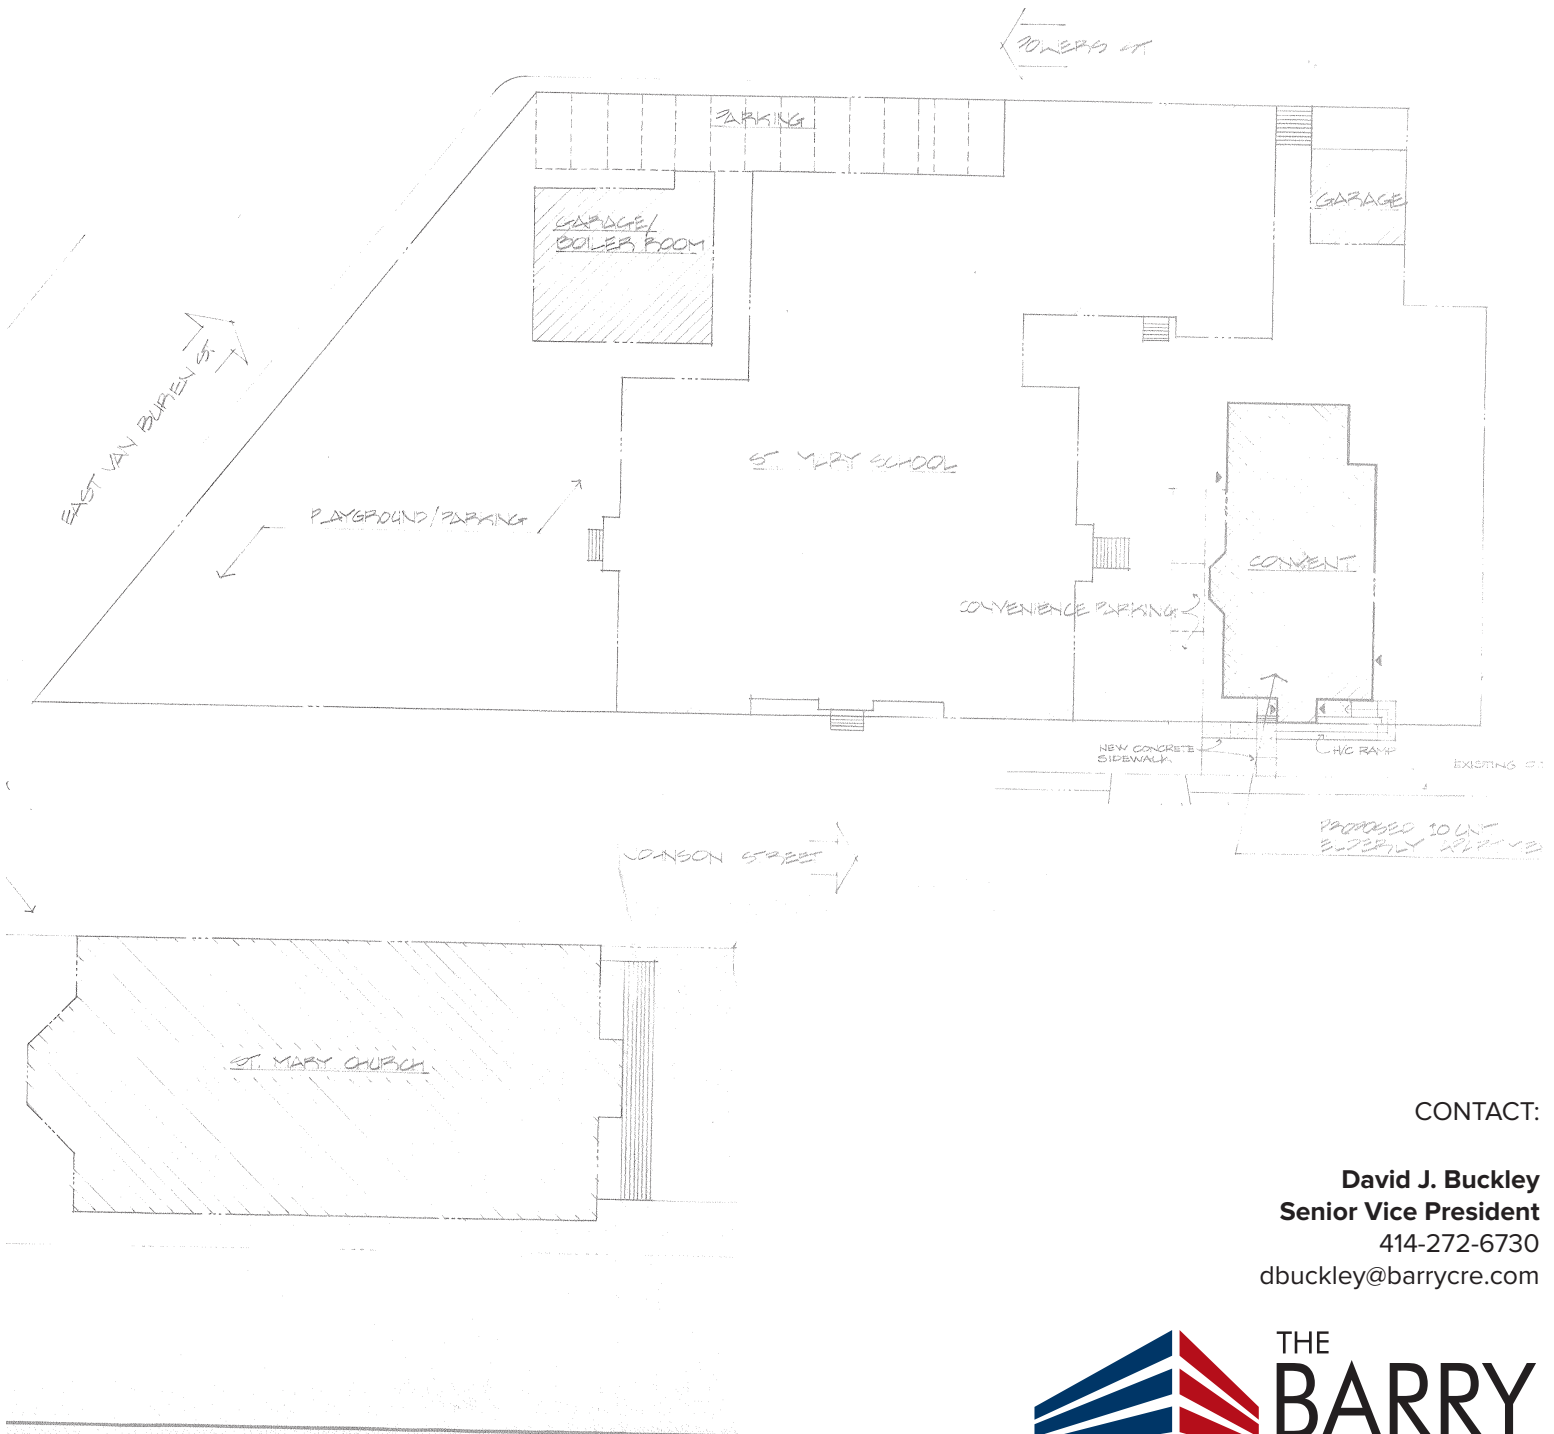 POWERS ST.
PARKING
GARAGE/
BOILER ROOM
GARAGE
EAST VAN BUREN St.
ST. MARY SCHOOL
PLAYGROUND/PARKING
CONVENT
CONVENIENCE PARKING
NEW CONCRETE
SIDEWALK
H/C RAMP
EXISTING
PROPOSED 10 UNIT
ELDERLY
JOHNSON STREET
ST. MARY CHURCH
CONTACT:
David J. Buckley
Senior Vice President
414-272-6730
dbuckley@barrycre.com
THE
BARRY